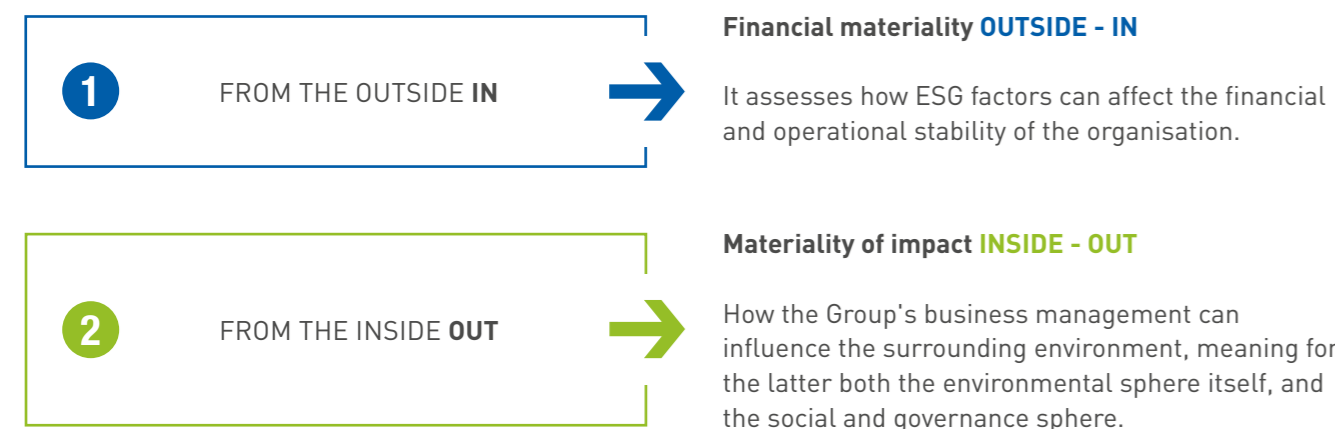 Financial materiality OUTSIDE - IN
1
FROM THE OUTSIDE IN
It assesses how ESG factors can affect the financial
and operational stability of the organisation.
Materiality of impact INSIDE - OUT
2
FROM THE INSIDE OUT
How the Group's business management can
influence the surrounding environment, meaning for
the latter both the environmental sphere itself, and
the social and governance sphere.